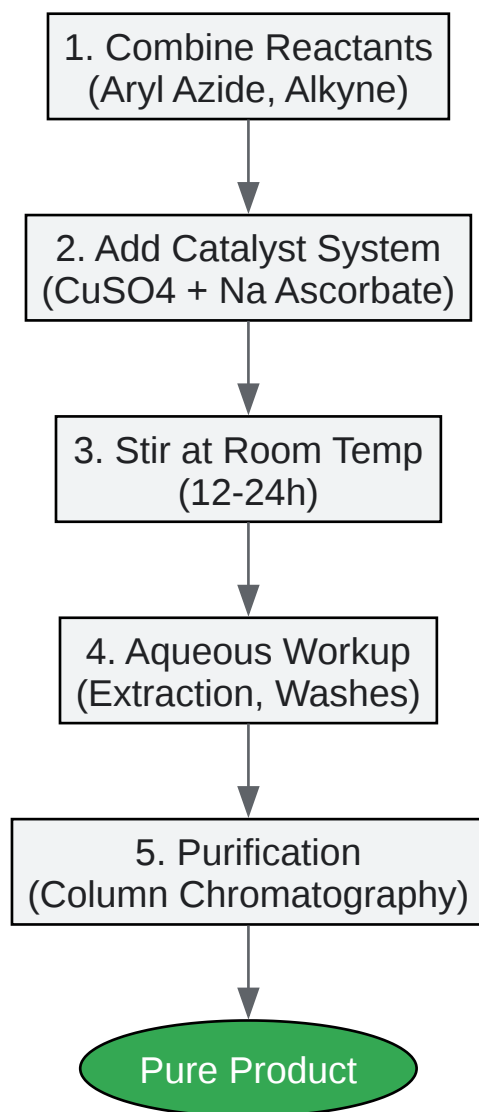 1. Combine Reactants
(Aryl Azide, Alkyne)
2. Add Catalyst System
(CuSO4 + Na Ascorbate)
3. Stir at Room Temp
(12-24h)
4. Aqueous Workup
(Extraction, Washes)
5. Purification
(Column Chromatography)
Pure Product